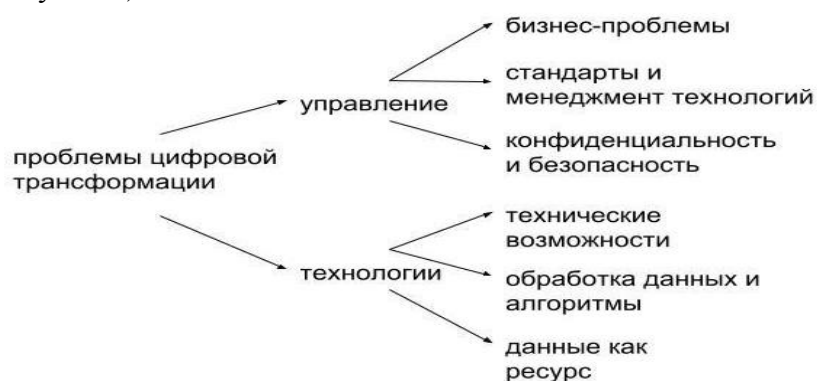 бизнес-проблемы
стандарты и
менеджмент технологий
управление
конфиденциальность
и безопасность
проблемы цифровой
трансформации
технические
возможности
технологии
обработка данных и
алгоритмы
данные как
ресурс